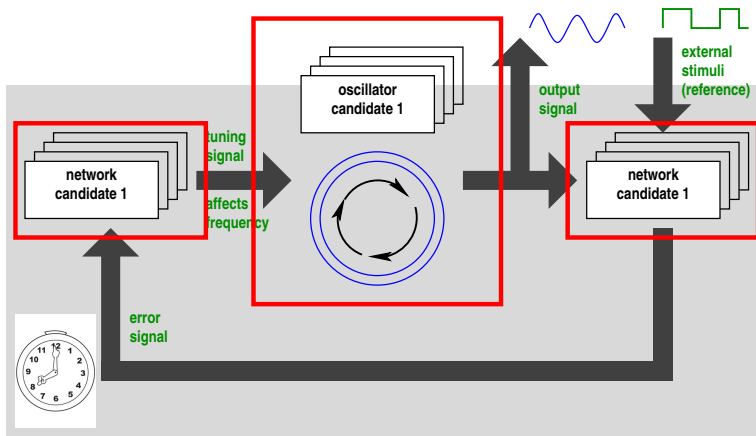 oscillator
candidate 1
output
signal
external
stimuli
(reference)
network
candidate 1
tuning
signal
affects
frequency
network
candidate 1
error
signal
12
1
2
3
4
5
6
7
8
9
10
11